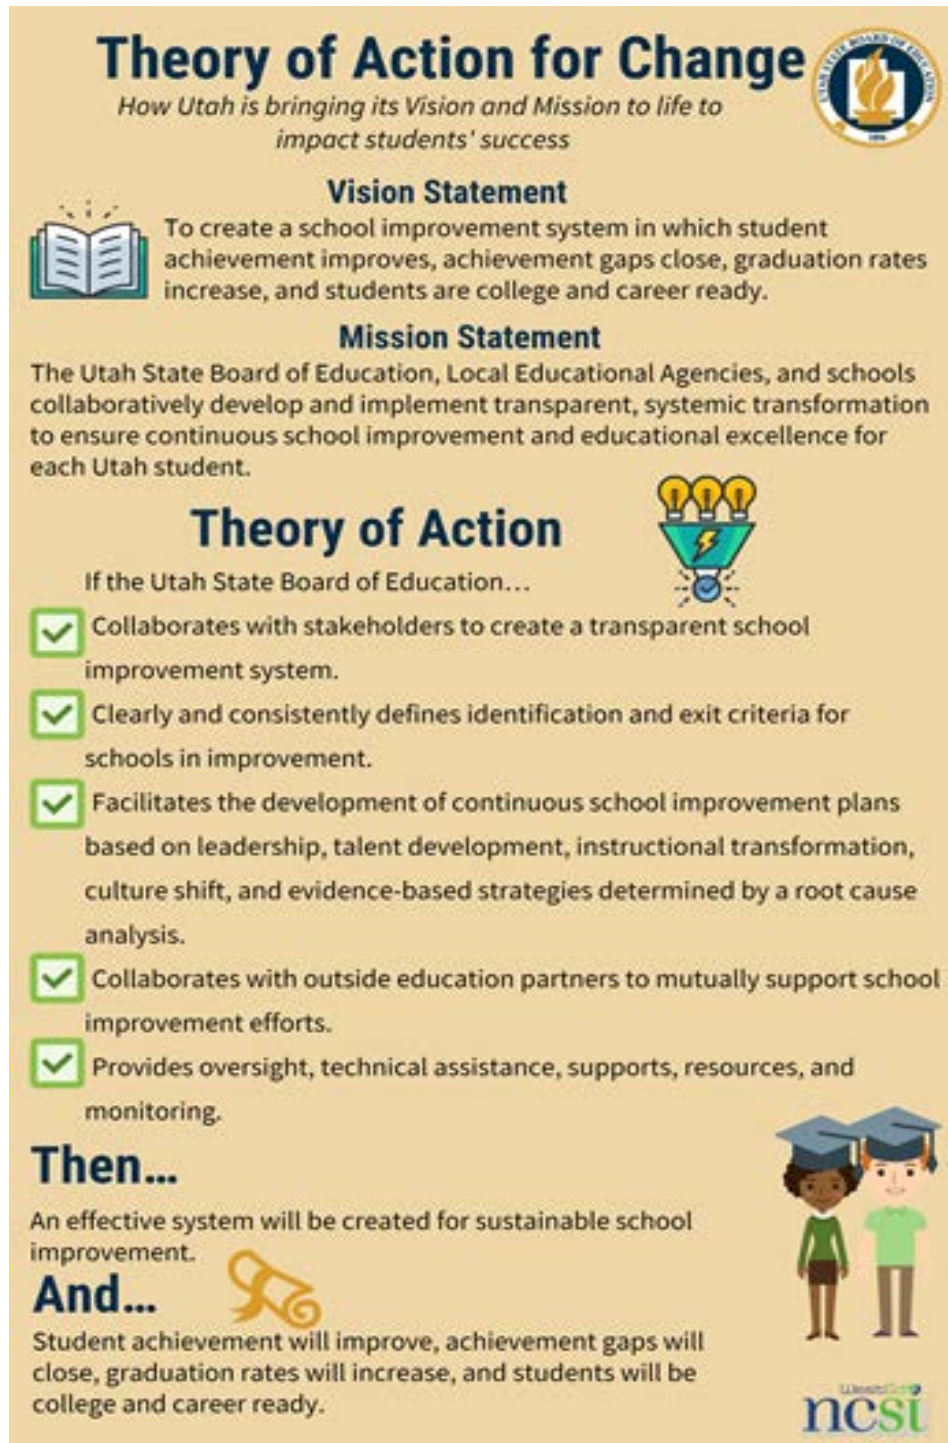 Theory of Action for Change
How Utah is bringing its Vision and Mission to life to
impact students' success
UTAH STATE BOARD OF EDUCATION
Vision Statement
To create a school improvement system in which student
achievement improves, achievement gaps close, graduation rates
increase, and students are college and career ready.
Mission Statement
The Utah State Board of Education, Local Educational Agencies, and schools
collaboratively develop and implement transparent, systemic transformation
to ensure continuous school improvement and educational excellence for
each Utah student.
Theory of Action
If the Utah State Board of Education...
Collaborates with stakeholders to create a transparent school
improvement system.
Clearly and consistently defines identification and exit criteria for
schools in improvement.
Facilitates the development of continuous school improvement plans
based on leadership, talent development, instructional transformation,
culture shift, and evidence-based strategies determined by a root cause
analysis.
Collaborates with outside education partners to mutually support school
improvement efforts.
Provides oversight, technical assistance, supports, resources, and
monitoring.
Then...
An effective system will be created for sustainable school
improvement.
And...
Student achievement will improve, achievement gaps will
close, graduation rates will increase, and students will be
college and career ready.
ncsi